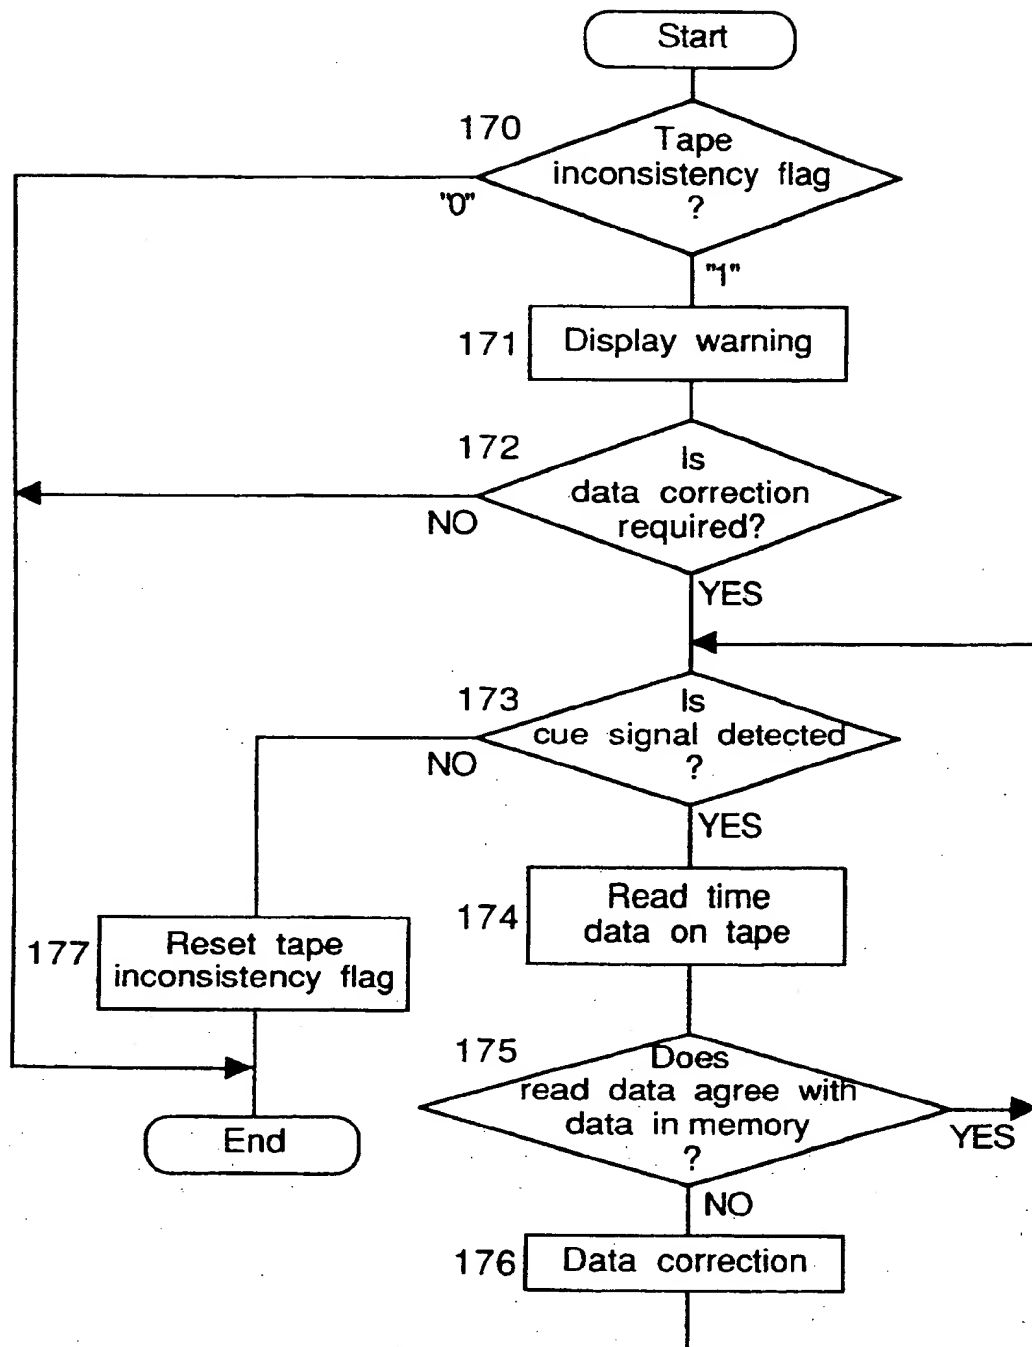 Start
170
Tape
inconsistency flag
?
"0"
"1"
171
Display warning
172
Is
data correction
required?
NO
YES
173
Is
cue signal detected
?
NO
YES
174
Read time
data on tape
177
Reset tape
inconsistency flag
175
Does
read data agree with
data in memory
?
YES
End
NO
176
Data correction